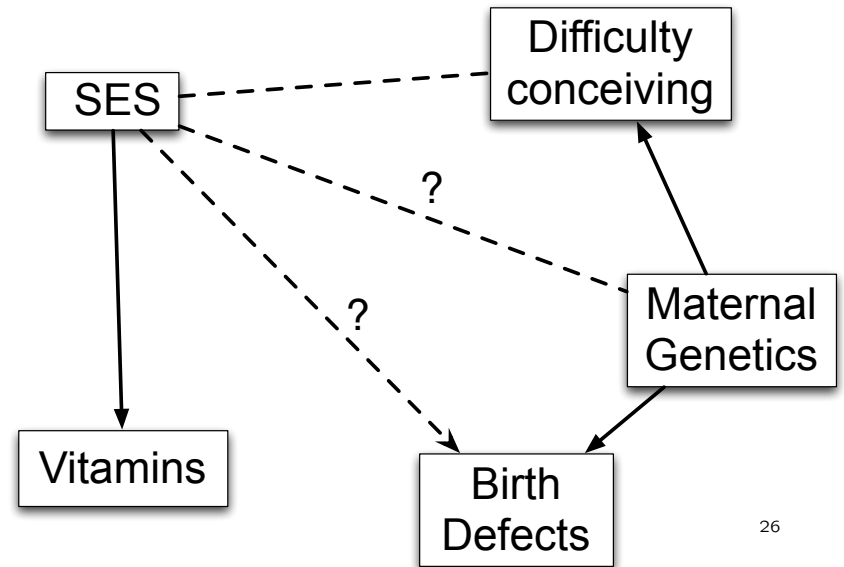 Difficulty
conceiving
SES
?
Maternal
Genetics
?
Vitamins
Birth
Defects
26